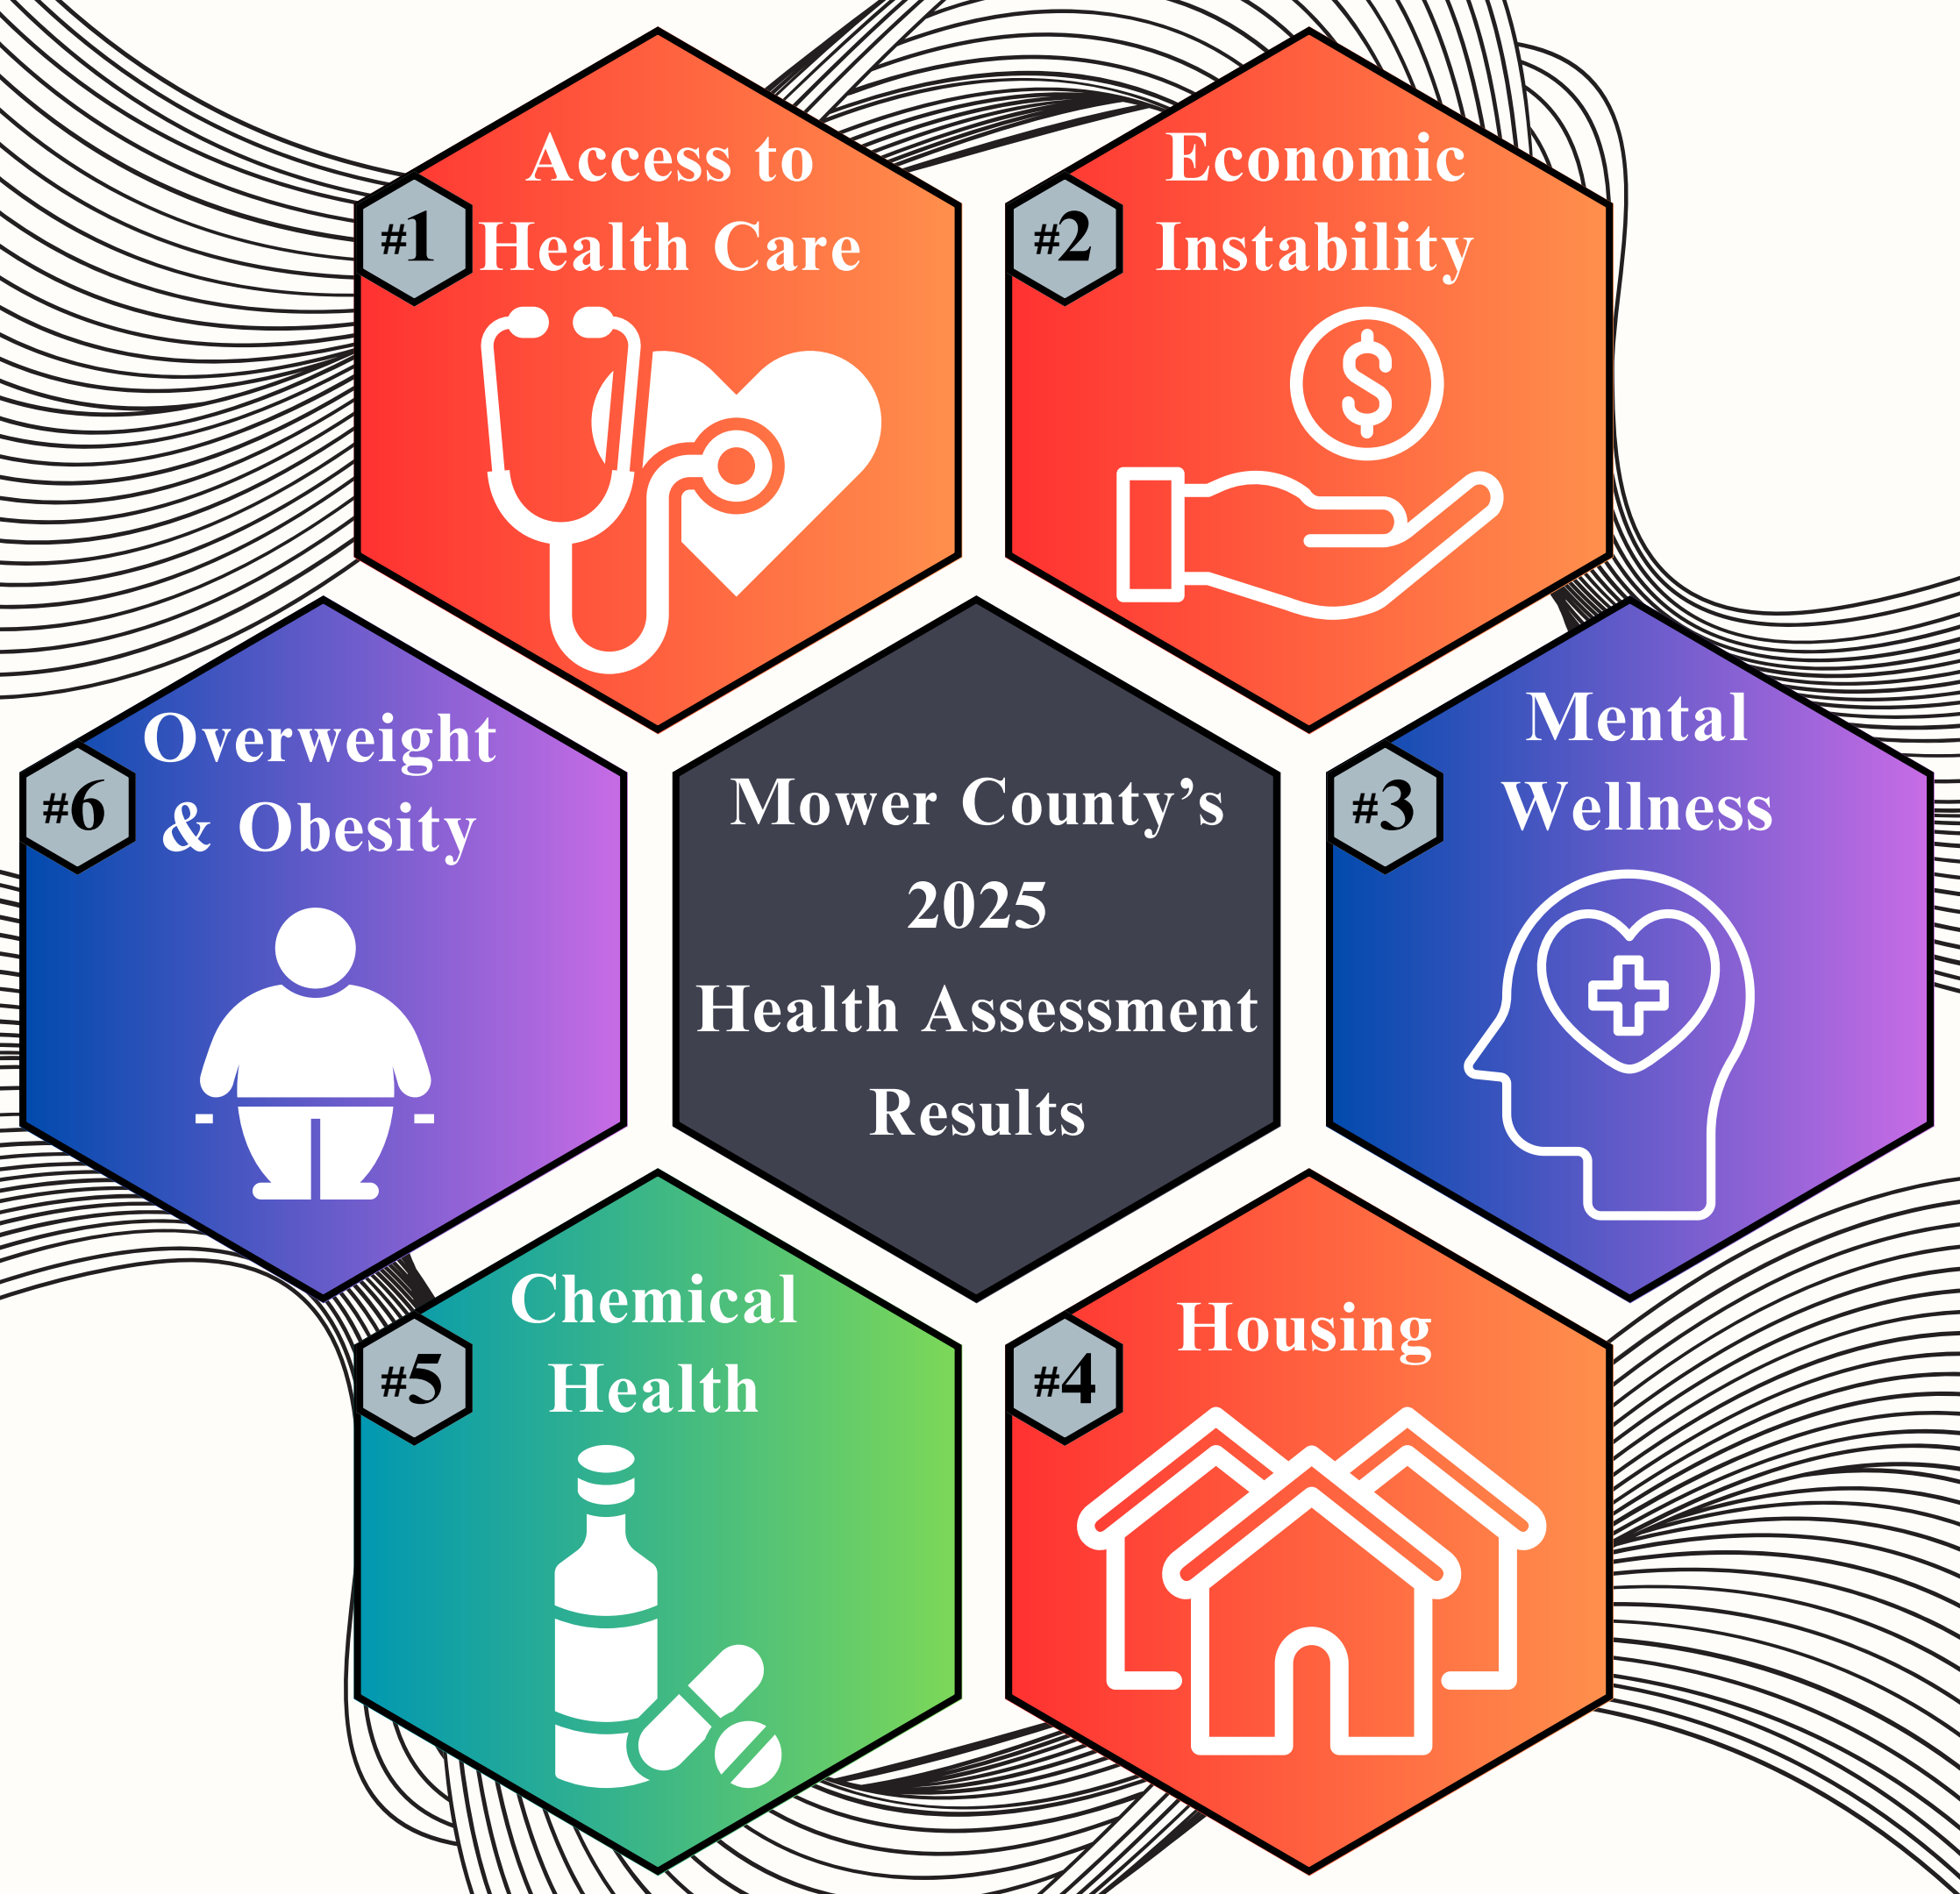 #1
Access to
Health Care
#2
Economic
Instability
#6
Overweight
& Obesity
Mower County’s
2025
Health Assessment
Results
#3
Mental
Wellness
#5
Chemical
Health
#4
Housing
$